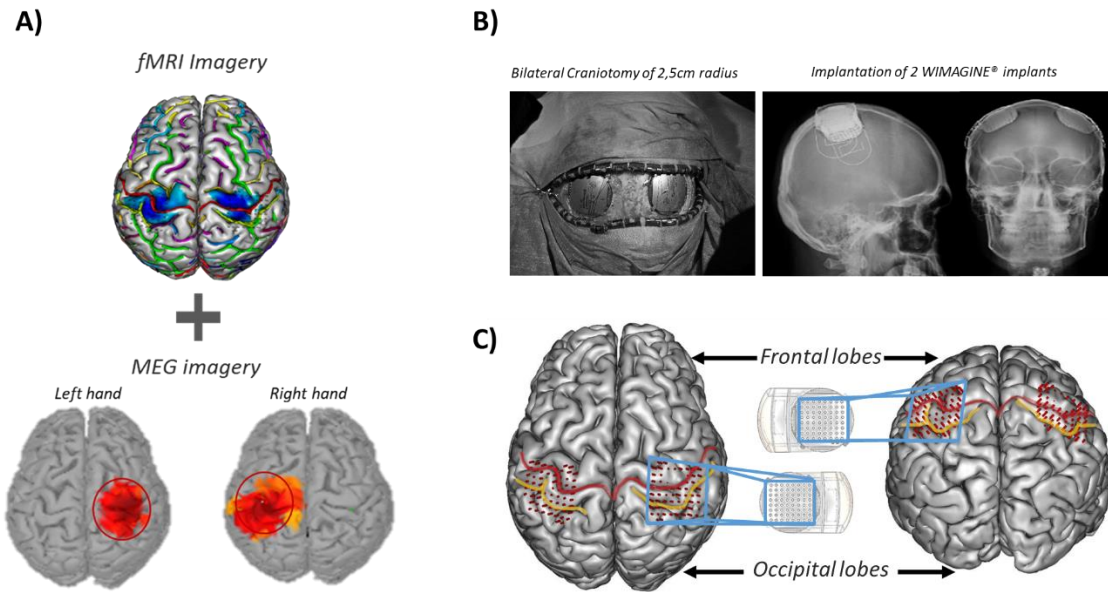 A)
fMRI Imagery
MEG imagery
Left hand
Right hand
B)
Bilateral Craniotomy of 2,5cm radius
Implantation of 2 WIMAGINE® implants
C)
Frontal lobes
Occipital lobes